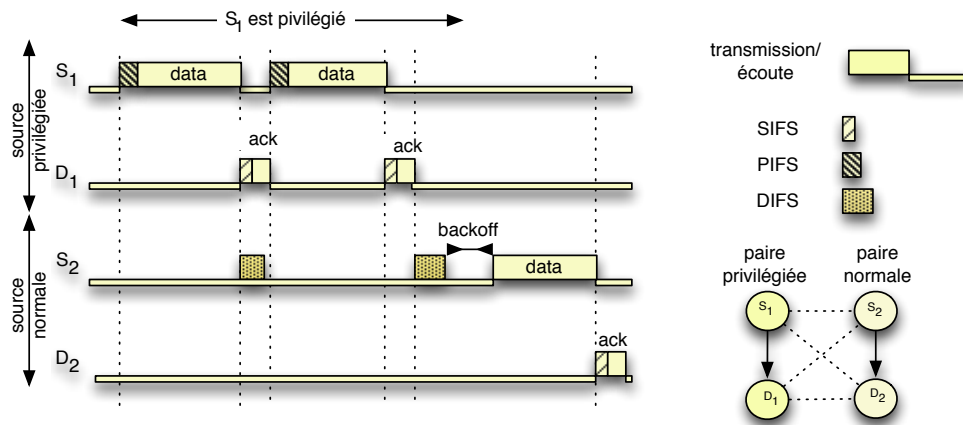 S1 est pivilégié
source privilégiée
S1
data
data
ack
ack
D1
source normale
S2
backoff
data
D2
ack
transmission/
écoute
SIFS
PIFS
DIFS
paire
privilégiée
paire
normale
S1
S2
D1
D2